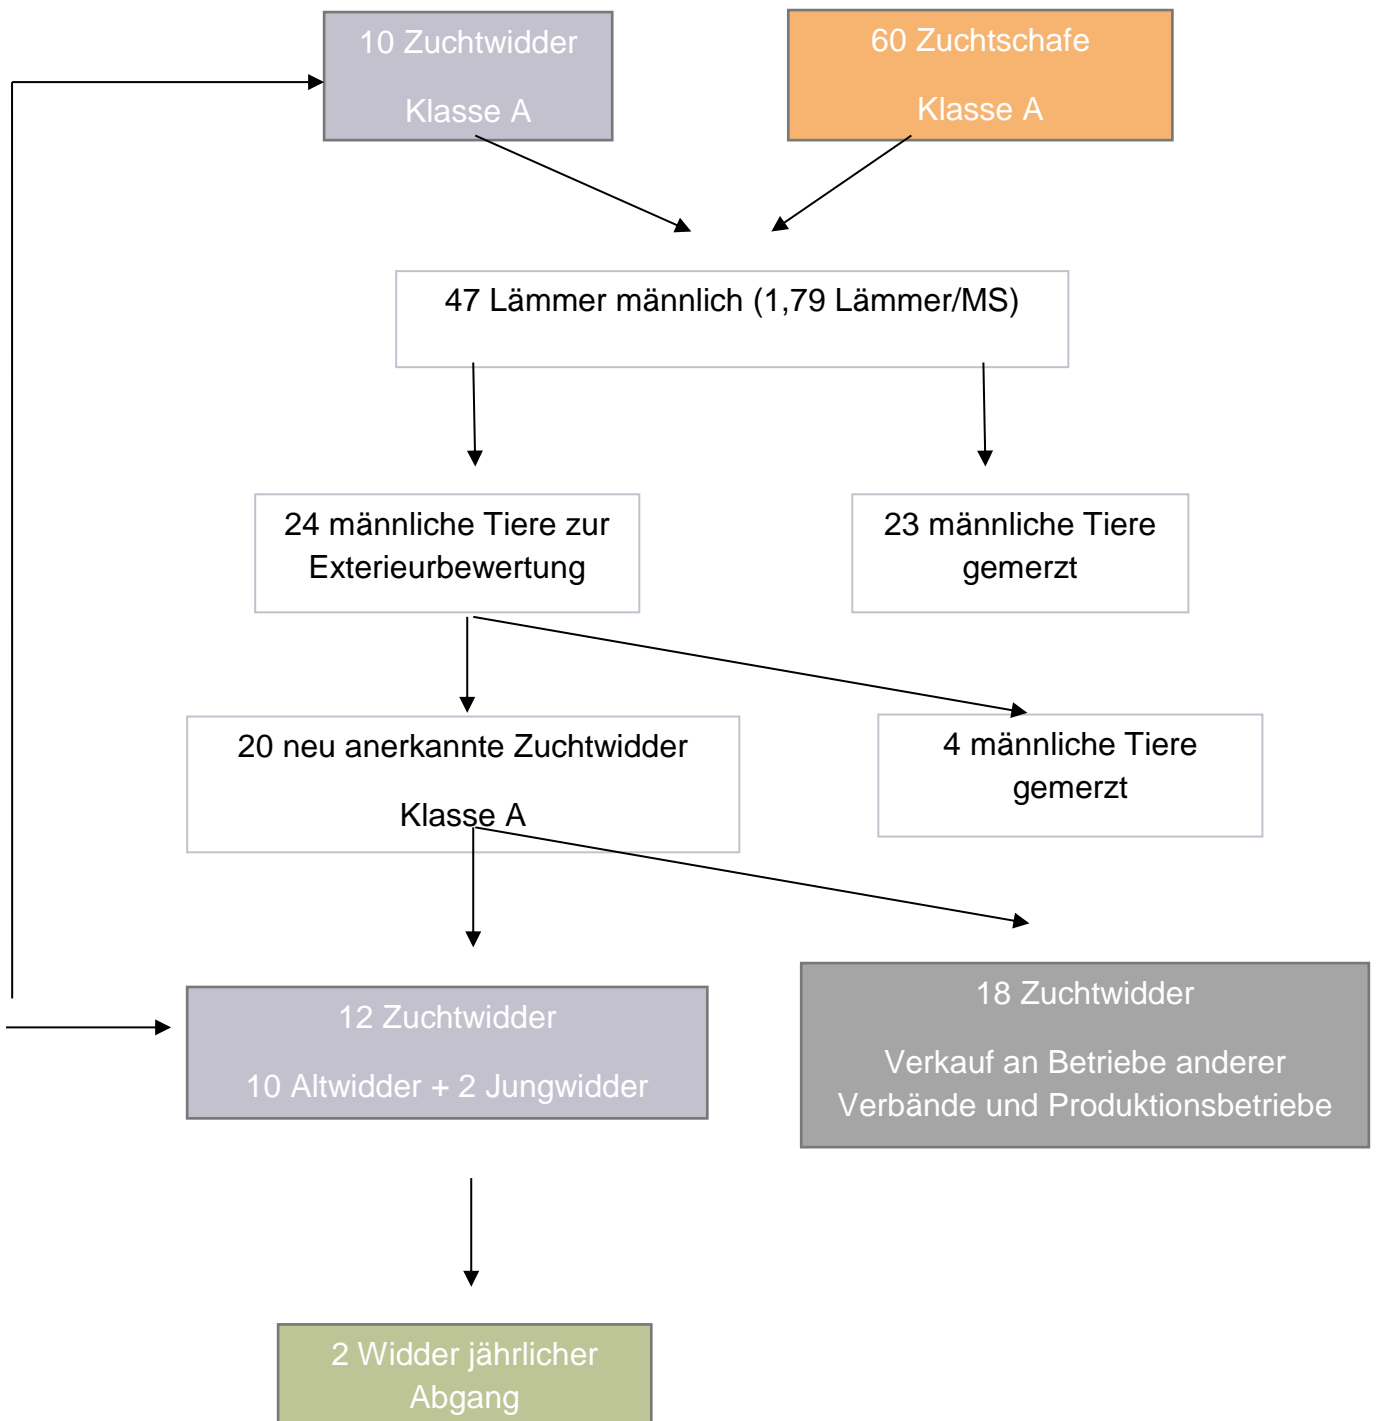 10 Zuchtwidder
Klasse A
60 Zuchtschafe
Klasse A
47 Lämmer männlich (1,79 Lämmer/MS)
24 männliche Tiere zur
Exterieurbewertung
23 männliche Tiere
gemerzt
20 neu anerkannte Zuchtwidder
Klasse A
4 männliche Tiere
gemerzt
12 Zuchtwidder
10 Altwidder + 2 Jungwidder
18 Zuchtwidder
Verkauf an Betriebe anderer
Verbände und Produktionsbetriebe
2 Widder jährlicher
Abgang